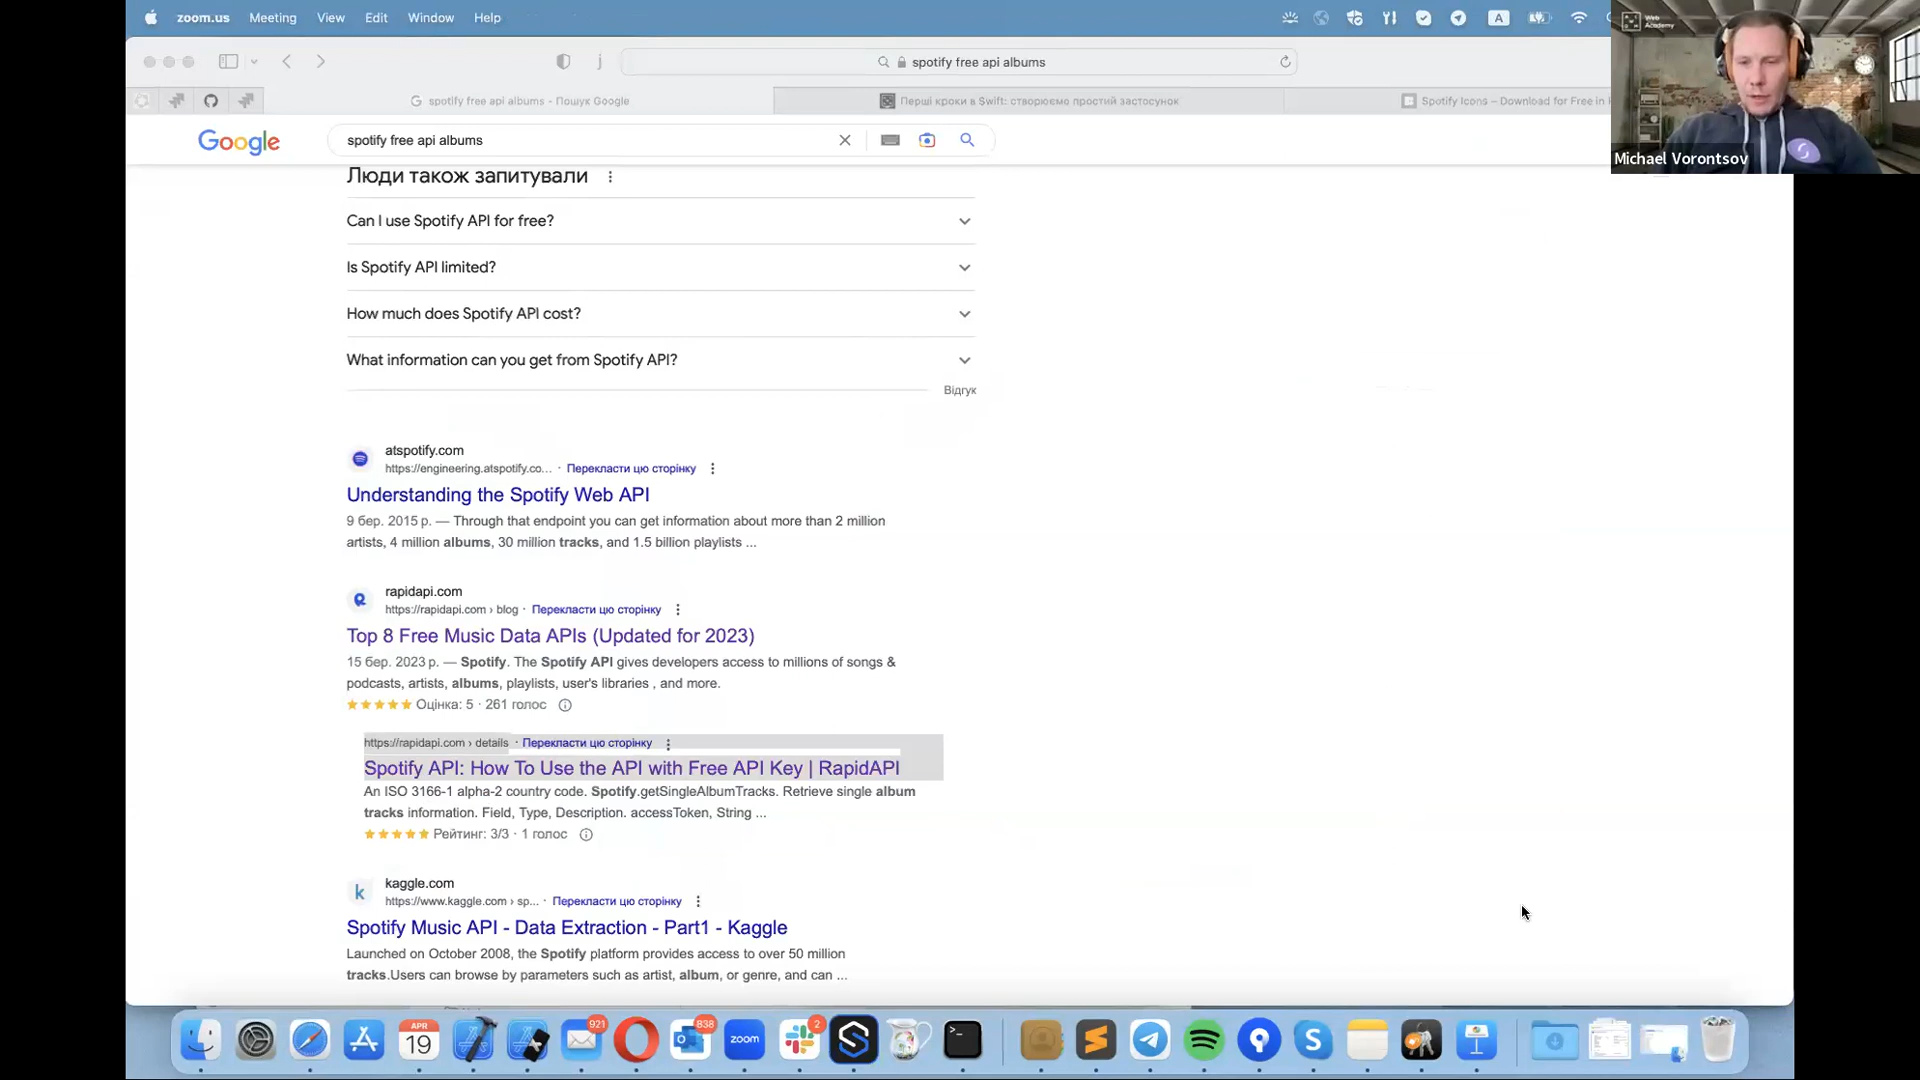 zoom.us Meeting View Edit Window Help
A
spotify free api albums
spotify free api albums - Пошук Google
Перші кроки в Swift: створюємо простий застосунок
Spotify Icons – Download for Free in
Web
Academy
Michael Vorontsov
Google
spotify free api albums
Люди також запитували
Can I use Spotify API for free?
Is Spotify API limited?
How much does Spotify API cost?
What information can you get from Spotify API?
Відгук
atspotify.com
https://engineering.atspotify.co... · Перекласти цю сторінку
Understanding the Spotify Web API
9 бер. 2015 р. — Through that endpoint you can get information about more than 2 million
artists, 4 million albums, 30 million tracks, and 1.5 billion playlists ...
rapidapi.com
https://rapidapi.com › blog · Перекласти цю сторінку
Top 8 Free Music Data APIs (Updated for 2023)
15 бер. 2023 р. — Spotify. The Spotify API gives developers access to millions of songs &
podcasts, artists, albums, playlists, user's libraries , and more.
Оцінка: 5 · 261 голос
https://rapidapi.com › details · Перекласти цю сторінку
Spotify API: How To Use the API with Free API Key | RapidAPI
An ISO 3166-1 alpha-2 country code. Spotify.getSingleAlbumTracks. Retrieve single album
tracks information. Field, Type, Description. accessToken, String ...
Рейтинг: 3/3 · 1 голос
kaggle.com
https://www.kaggle.com › sp... · Перекласти цю сторінку
Spotify Music API - Data Extraction - Part1 - Kaggle
Launched on October 2008, the Spotify platform provides access to over 50 million
tracks.Users can browse by parameters such as artist, album, or genre, and can ...
APR
19
921
838
zoom
2